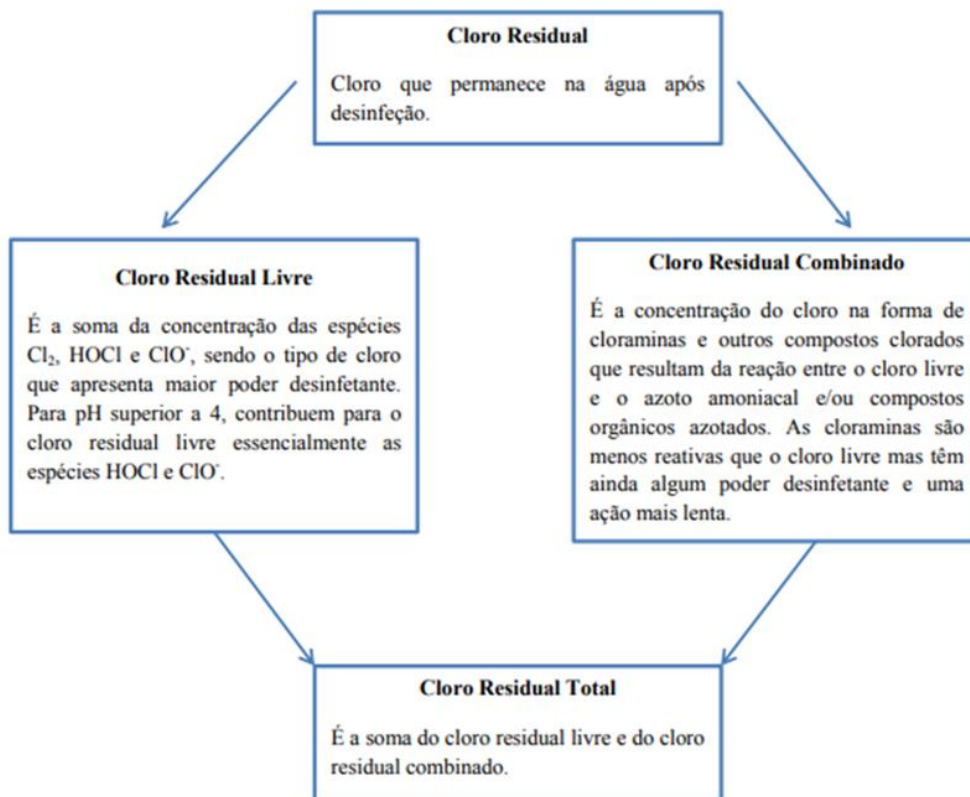 Cloro Residual
Cloro que permanece na água após
desinfeção.
Cloro Residual Livre
É a soma da concentração das espécies
Cl₂, HOCl e ClO⁻, sendo o tipo de cloro
que apresenta maior poder desinfetante.
Para pH superior a 4, contribuem para o
cloro residual livre essencialmente as
espécies HOCl e ClO⁻.
Cloro Residual Combinado
É a concentração do cloro na forma de
cloraminas e outros compostos clorados
que resultam da reação entre o cloro livre
e o azoto amoniacal e/ou compostos
orgânicos azotados. As cloraminas são
menos reativas que o cloro livre mas têm
ainda algum poder desinfetante e uma
ação mais lenta.
Cloro Residual Total
É a soma do cloro residual livre e do cloro
residual combinado.